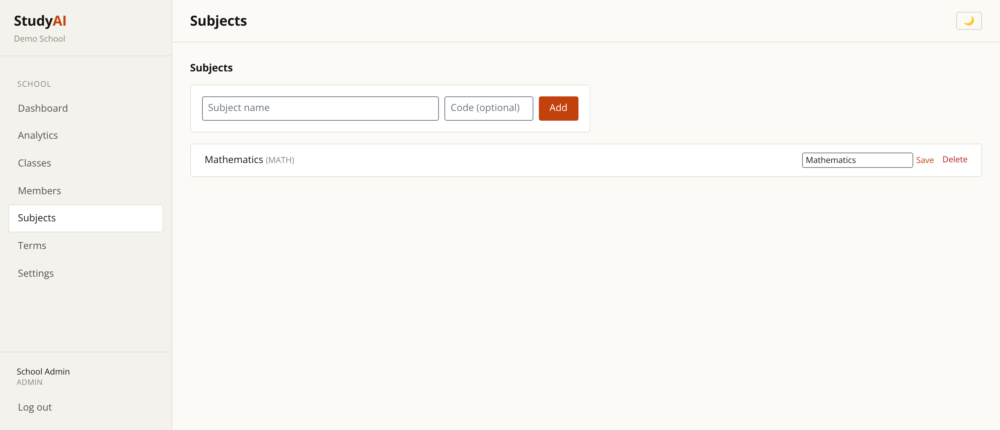 StudyAI
Demo School
SCHOOL
Dashboard
Analytics
Classes
Members
Subjects
Terms
Settings
School Admin
ADMIN
Log out
Subjects
Subjects
Subject name Code (optional) Add
Mathematics (MATH) Mathematics Save Delete